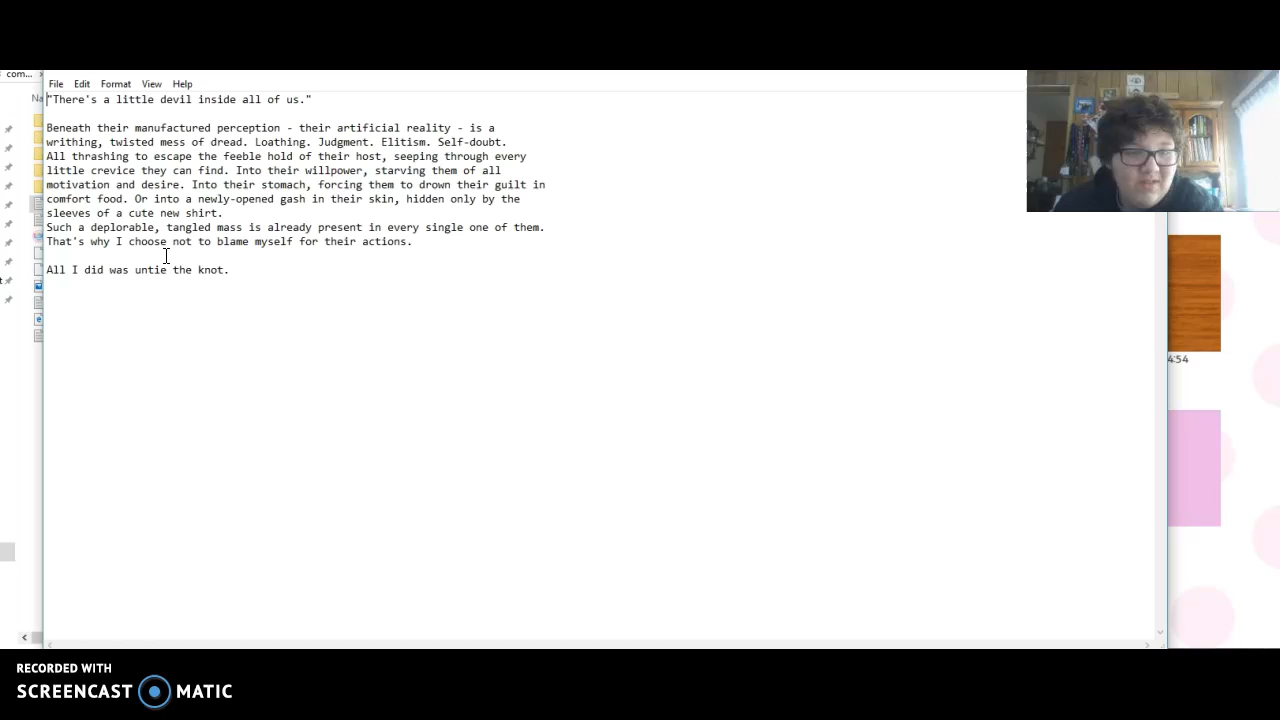 com...
File Edit Format View Help
"There's a little devil inside all of us."
Beneath their manufactured perception - their artificial reality - is a
writhing, twisted mess of dread. Loathing. Judgment. Elitism. Self-doubt.
All thrashing to escape the feeble hold of their host, seeping through every
little crevice they can find. Into their willpower, starving them of all
motivation and desire. Into their stomach, forcing them to drown their guilt in
comfort food. Or into a newly-opened gash in their skin, hidden only by the
sleeves of a cute new shirt.
Such a deplorable, tangled mass is already present in every single one of them.
That's why I choose not to blame myself for their actions.
All I did was untie the knot.
4:54
RECORDED WITH
SCREENCAST MATIC